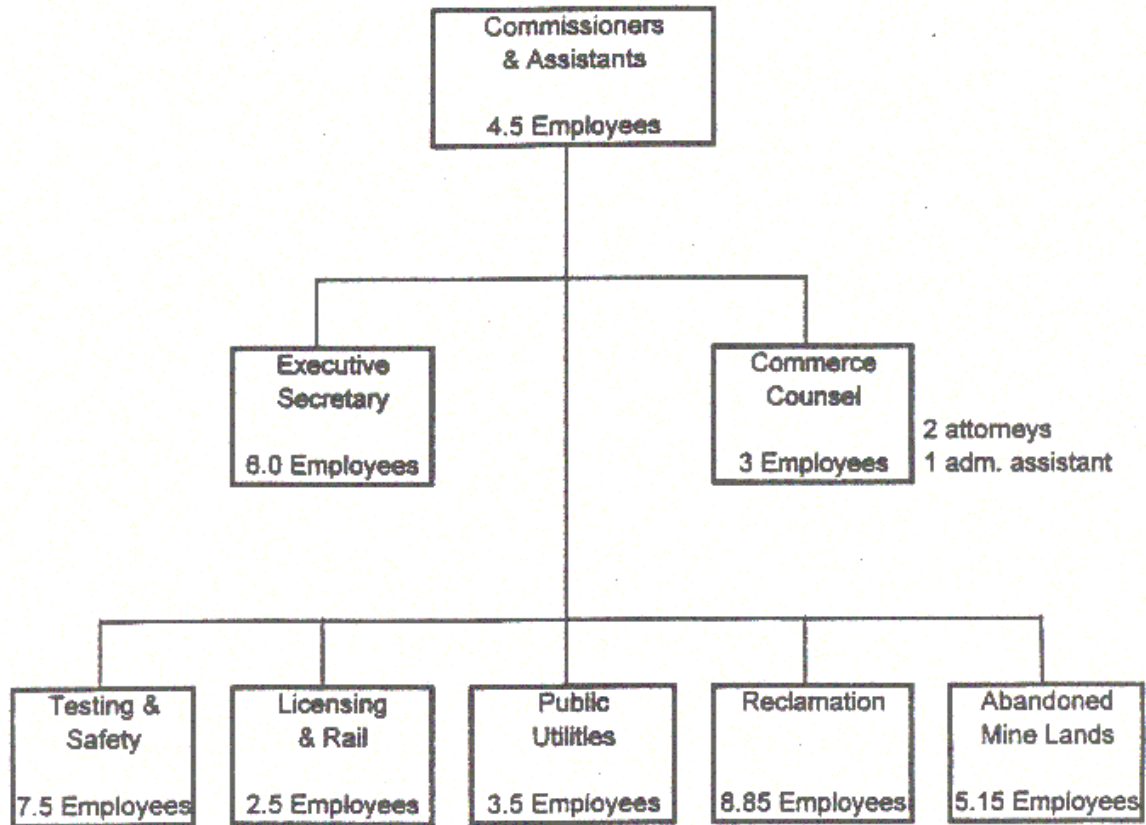 Commissioners
& Assistants
4.5 Employees
Executive
Secretary
6.0 Employees
Commerce
Counsel
3 Employees
2 attorneys
1 adm. assistant
Testing &
Safety
7.5 Employees
Licensing
& Rail
2.5 Employees
Public
Utilities
3.5 Employees
Reclamation
8.85 Employees
Abandoned
Mine Lands
5.15 Employees